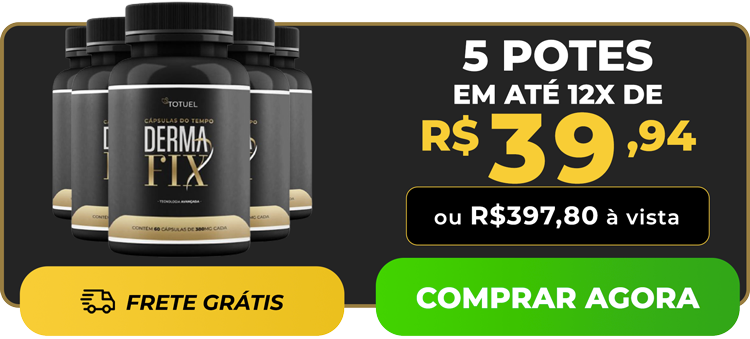 TOTUEL
CÁPSULAS DO TEMPO
DERMA
FIX
TECNOLOGIA AVANÇADA
CONTÉM 60 CÁPSULAS DE 500MG CADA
5 POTES
EM ATÉ 12X DE
R$39,94
ou R$397,80 à vista
FRETE GRÁTIS
COMPRAR AGORA